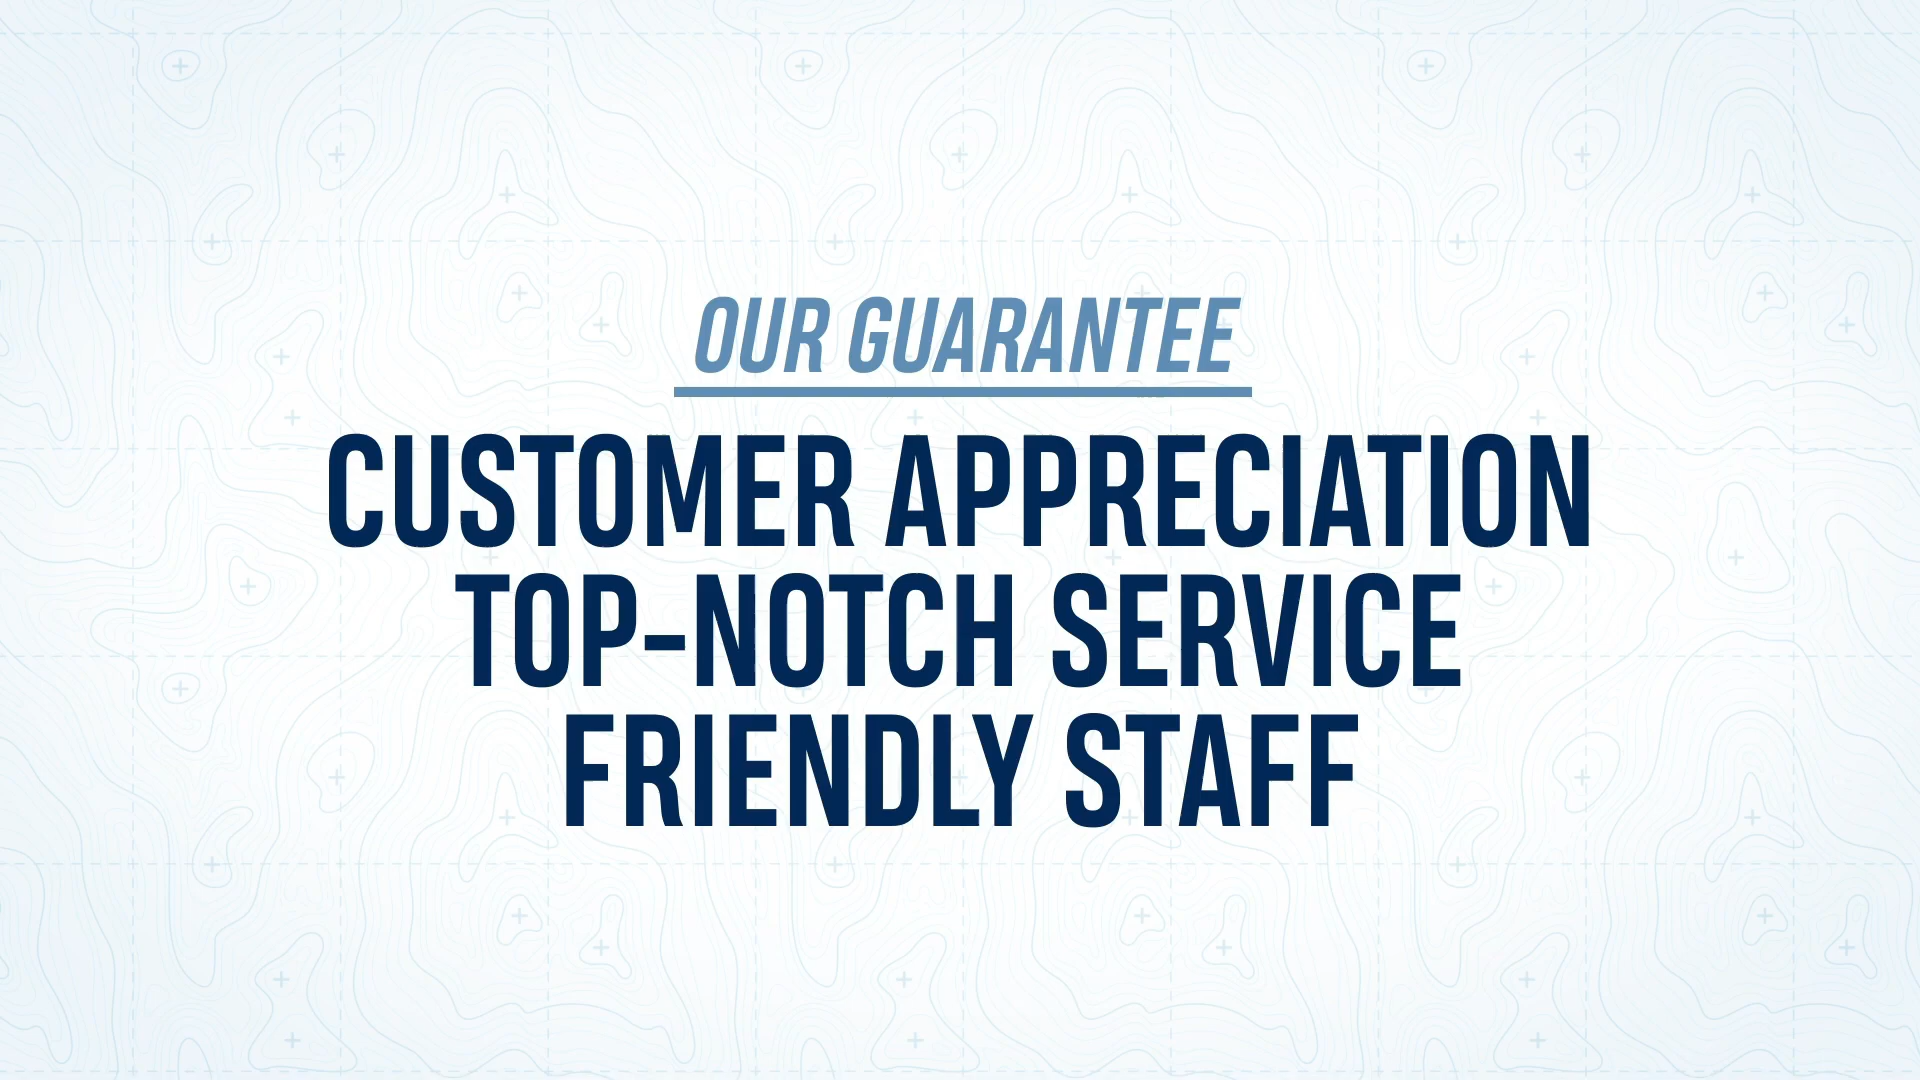 OUR GUARANTEE
CUSTOMER APPRECIATION
TOP-NOTCH SERVICE
FRIENDLY STAFF